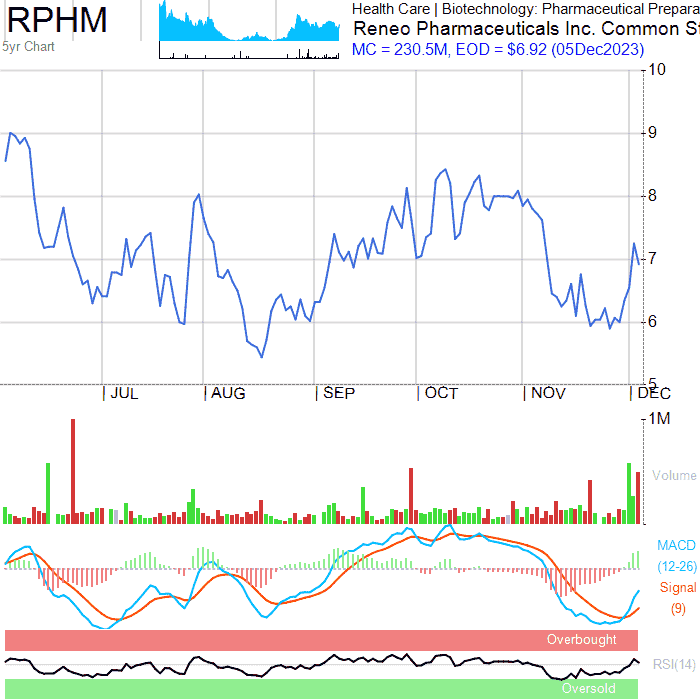 RPHM
5yr Chart
Health Care | Biotechnology: Pharmaceutical Prepara
Reneo Pharmaceuticals Inc. Common St
MC = 230.5M, EOD = $6.92 (05Dec2023)
10
9
8
7
6
5
JUL AUG SEP OCT NOV DEC
1M
Volume
MACD
(12-26)
Signal
(9)
Overbought
RSI(14)
Oversold